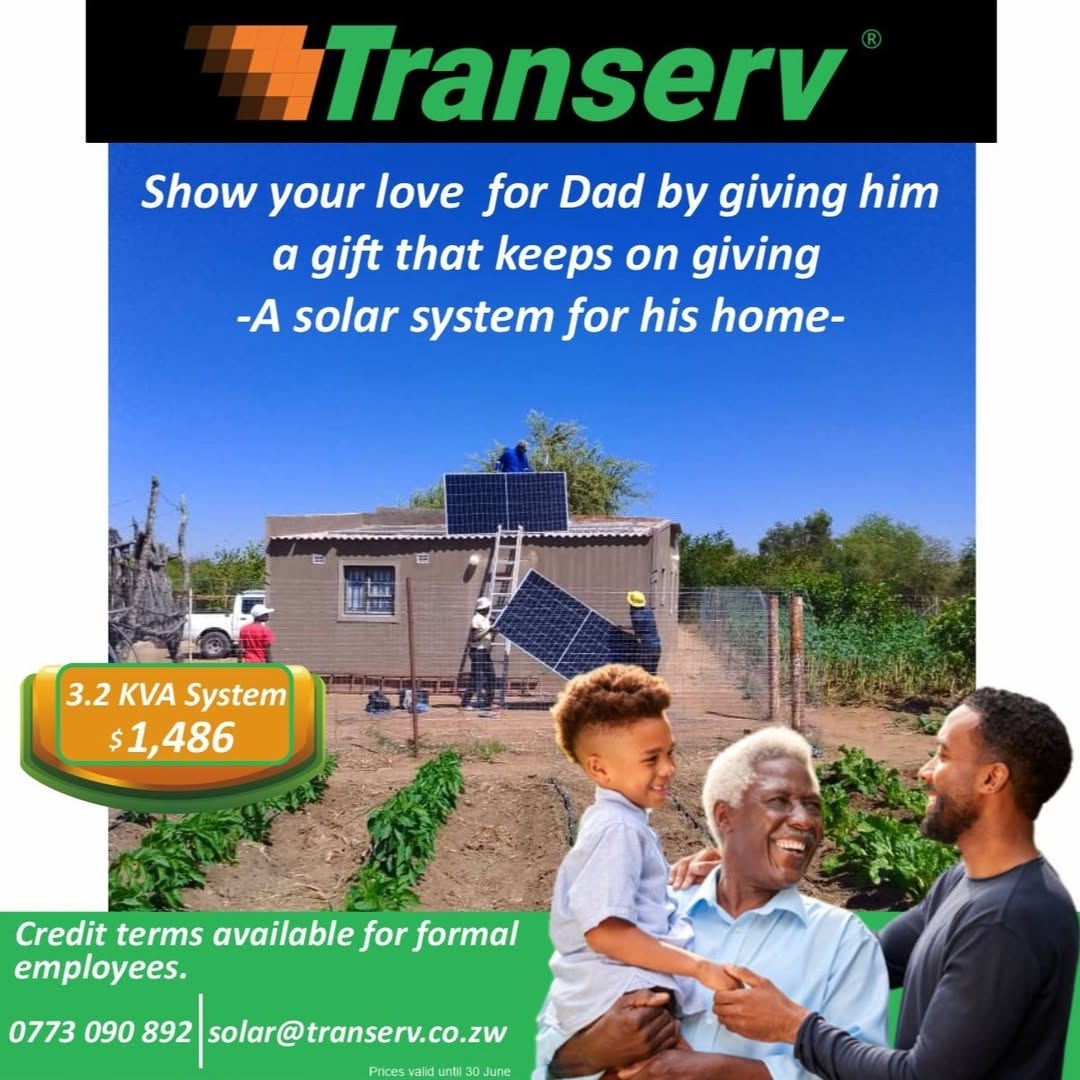 Transerv®
Show your love for Dad by giving him
a gift that keeps on giving
-A solar system for his home-
3.2 KVA System
$1,486
Credit terms available for formal
employees.
0773 090 892 | solar@transerv.co.zw
Prices valid until 30 June